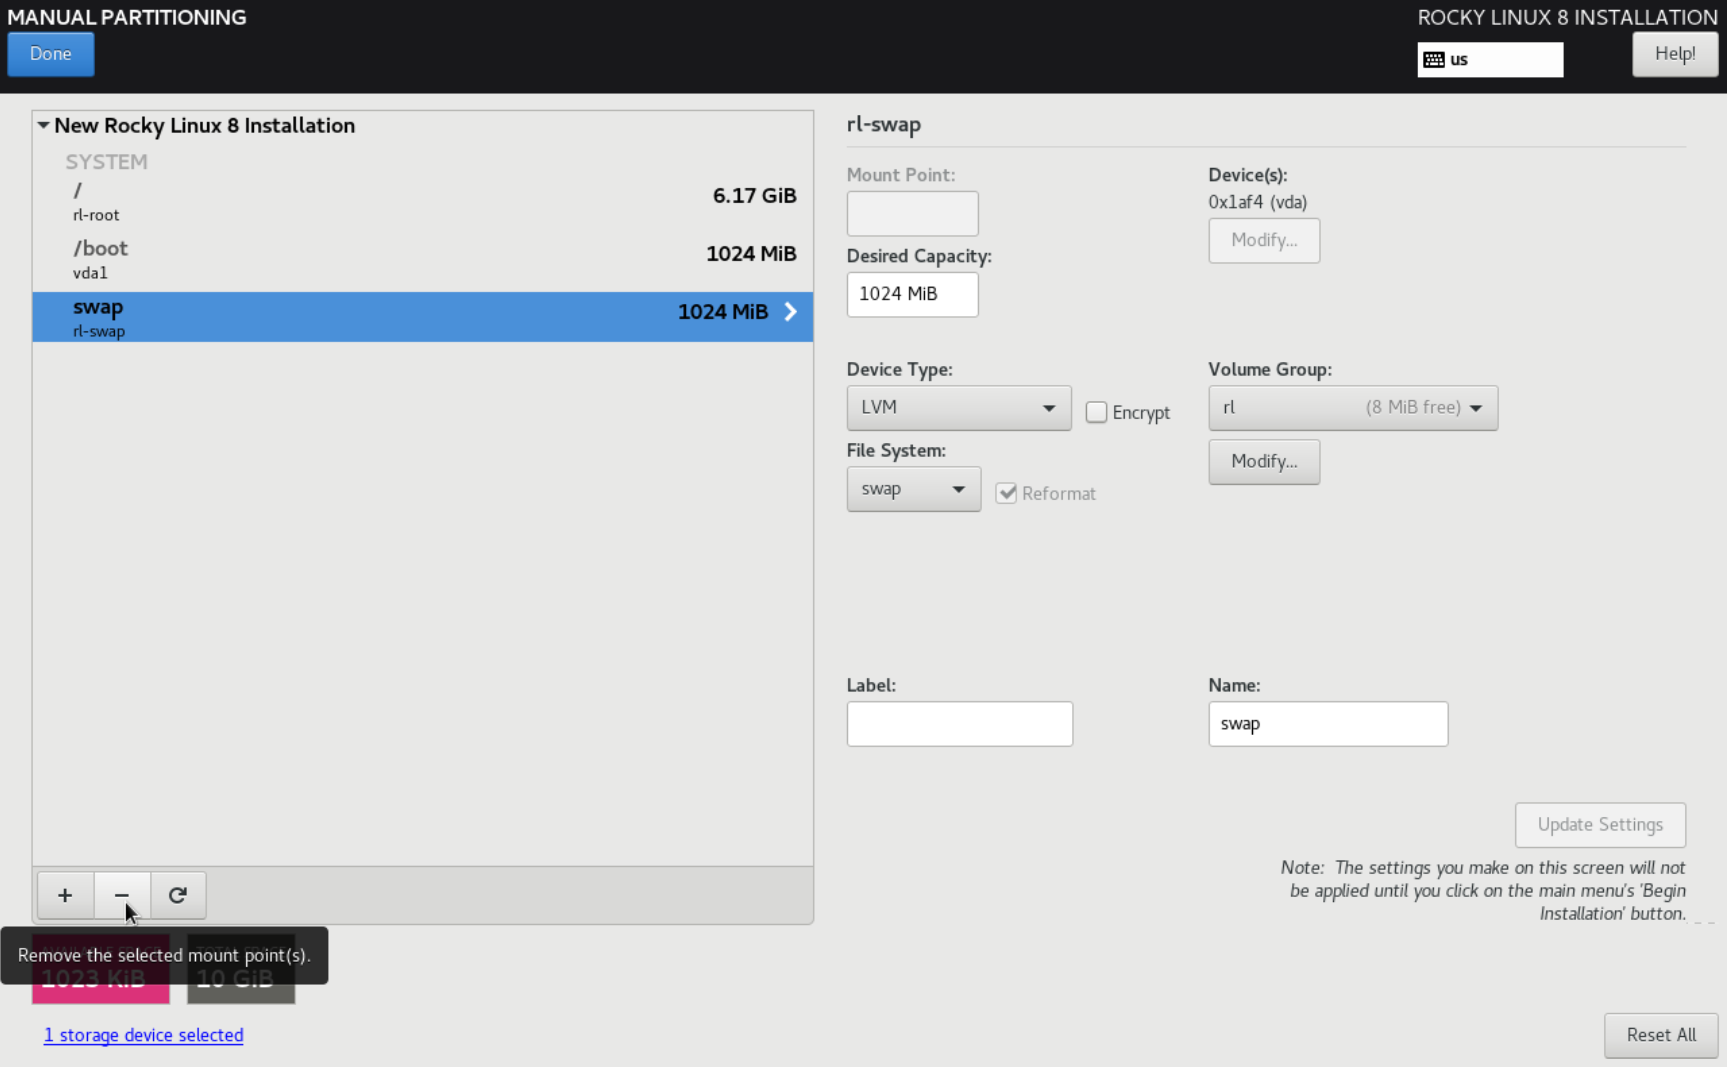 MANUAL PARTITIONING
ROCKY LINUX 8 INSTALLATION
Done
us
Help!
New Rocky Linux 8 Installation
SYSTEM
/
6.17 GiB
rl-root
/boot
1024 MiB
vda1
swap
1024 MiB
rl-swap
rl-swap
Mount Point:
Device(s):
0x1af4 (vda)
Modify...
Desired Capacity:
1024 MiB
Device Type:
Volume Group:
LVM
Encrypt
rl
(8 MiB free)
File System:
Modify...
swap
Reformat
Label:
Name:
swap
Update Settings
Note: The settings you make on this screen will not
be applied until you click on the main menu's 'Begin
Installation' button.
+
−
AVAILABLE SPACE
TOTAL SPACE
Remove the selected mount point(s).
1023 KiB
10 GiB
1 storage device selected
Reset All